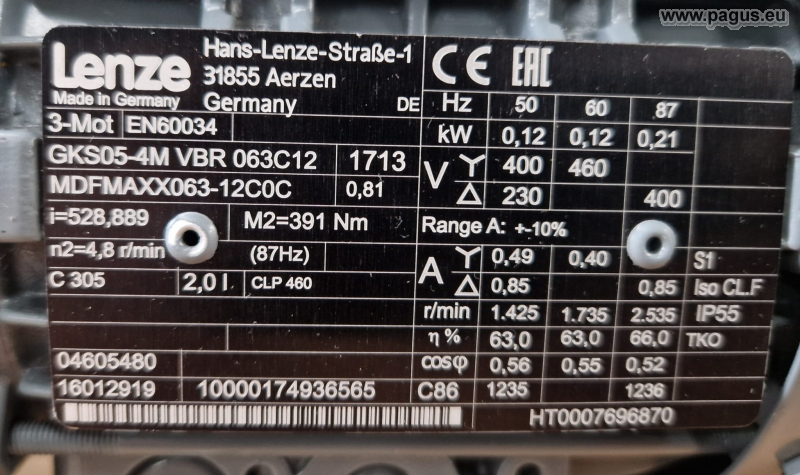 www.pagus.eu
Lenze
Made in Germany
Hans-Lenze-Straße-1
31855 Aerzen
Germany DE
3-Mot EN60034
GKS05-4M VBR 063C12 1713
MDFMAXX063-12C0C 0,81
i=528,889 M2=391 Nm
n2=4,8 r/min (87Hz)
C 305 2,0 l CLP 460
04605480
16012919 10000174936565
CE EAC
Hz 50 60 87
kW 0,12 0,12 0,21
V Y 400 460
△ 230 400
Range A: +-10%
A Y 0,49 0,40 S1
△ 0,85 0,85 Iso CL.F
r/min 1.425 1.735 2.535 IP55
η % 63,0 63,0 66,0 TKO
cosφ 0,56 0,55 0,52
C86 1235 1236
HT0007696870